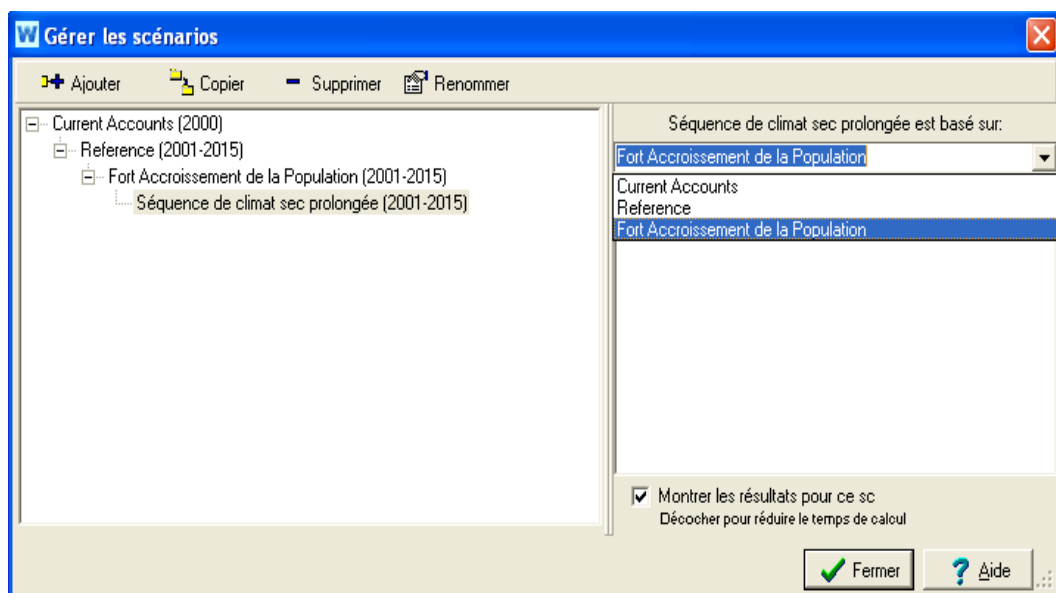 Gérer les scénarios
Ajouter Copier Supprimer Renommer
Current Accounts (2000)
Reference (2001-2015)
Fort Accroissement de la Population (2001-2015)
Séquence de climat sec prolongée (2001-2015)
Séquence de climat sec prolongée est basé sur:
Fort Accroissement de la Population
Current Accounts
Reference
Fort Accroissement de la Population
Montrer les résultats pour ce sc
Décocher pour réduire le temps de calcul
Fermer Aide